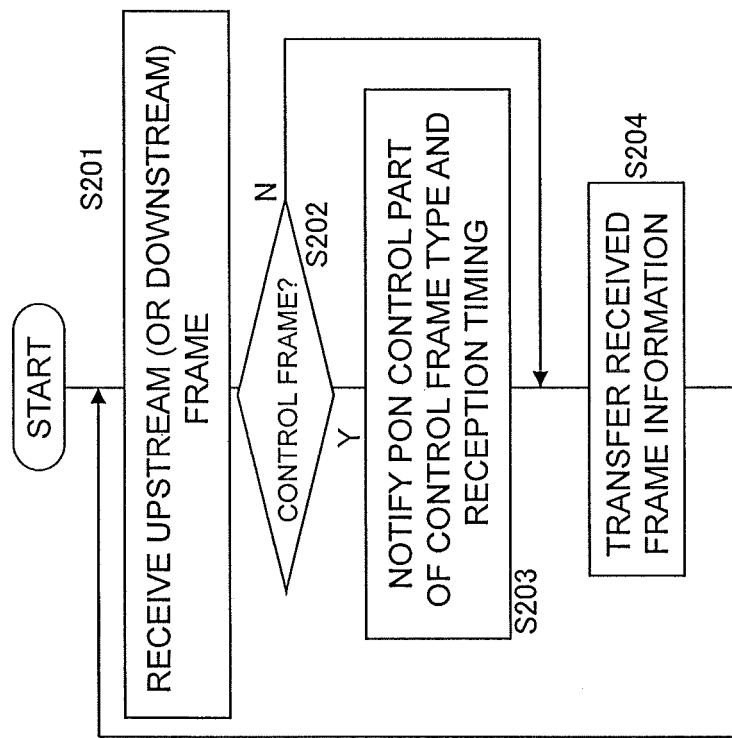 START
S201
RECEIVE UPSTREAM (OR DOWNSTREAM)
FRAME
CONTROL FRAME?
N
S202
Y
NOTIFY PON CONTROL PART
OF CONTROL FRAME TYPE AND
RECEPTION TIMING
S203
S204
TRANSFER RECEIVED
FRAME INFORMATION